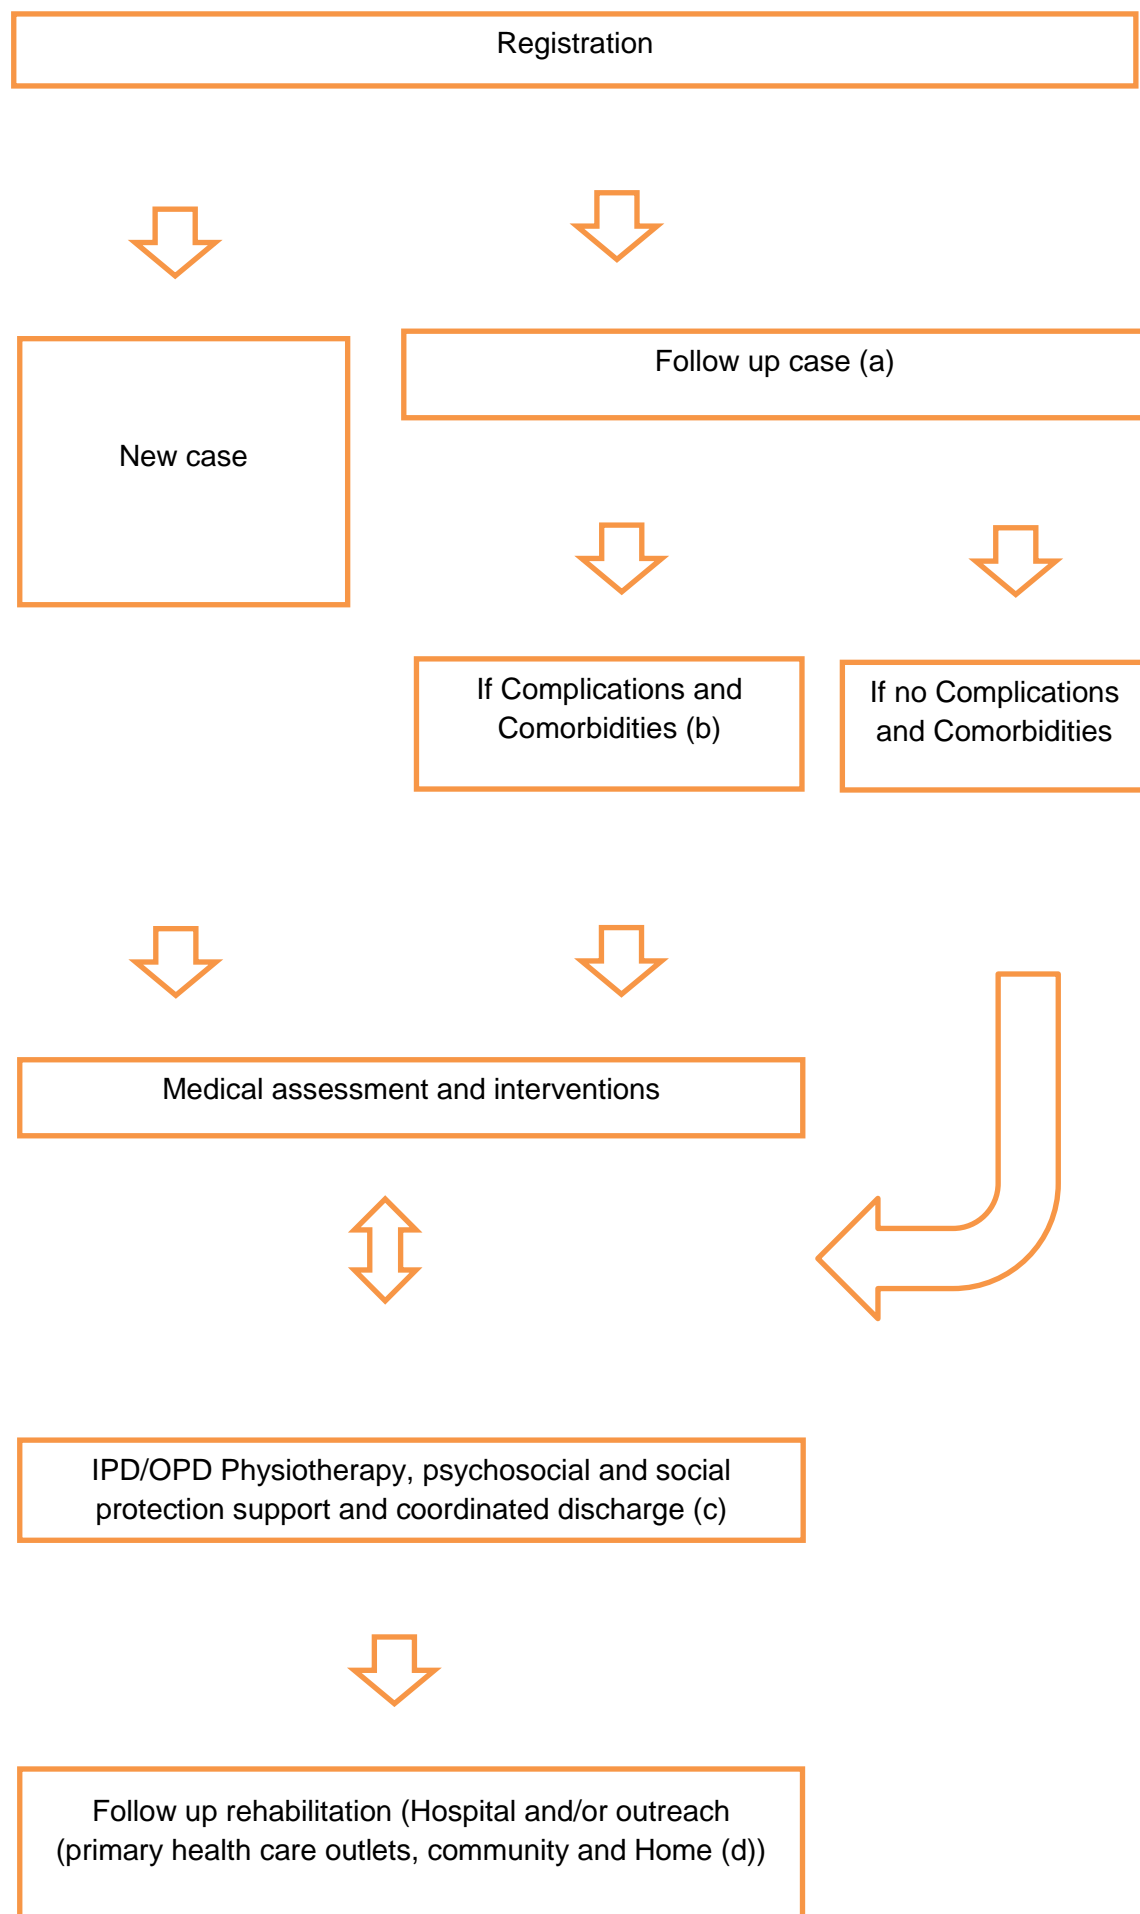 Registration
Follow up case (a)
New case
If Complications and
Comorbidities (b)
If no Complications
and Comorbidities
Medical assessment and interventions
IPD/OPD Physiotherapy, psychosocial and social
protection support and coordinated discharge (c)
Follow up rehabilitation (Hospital and/or outreach
(primary health care outlets, community and Home (d))